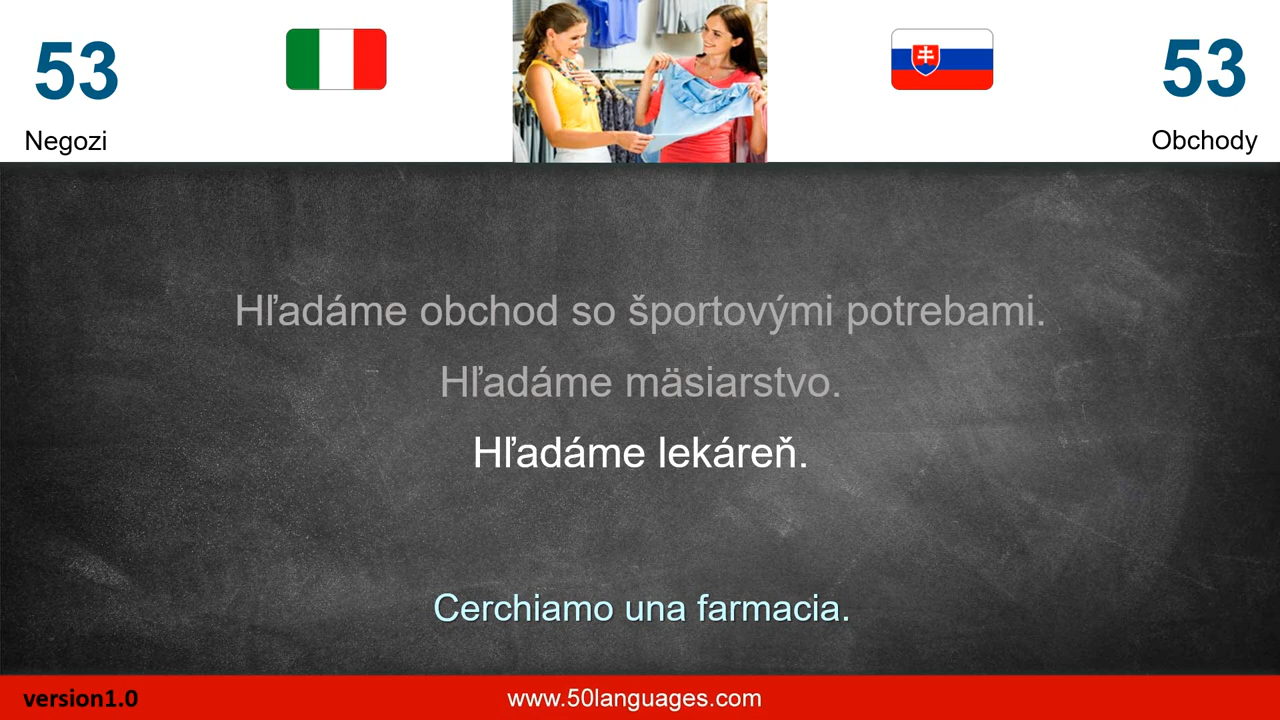 53
53
Negozi
Obchody
Hľadáme obchod so športovými potrebami.
Hľadáme mäsiarstvo.
Hľadáme lekáreň.
Cerchiamo una farmacia.
version1.0
www.50languages.com